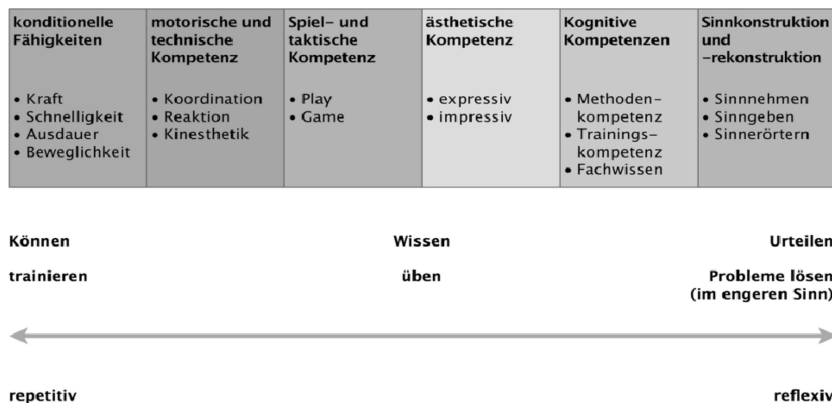 konditionelle
Fähigkeiten
• Kraft
• Schnelligkeit
• Ausdauer
• Beweglichkeit
motorische und
technische
Kompetenz
• Koordination
• Reaktion
• Kinesthetik
Spiel- und
taktische
Kompetenz
• Play
• Game
ästhetische
Kompetenz
• expressiv
• impressiv
Kognitive
Kompetenzen
• Methoden-
kompetenz
• Trainings-
kompetenz
• Fachwissen
Sinnkonstruktion
und
-rekonstruktion
• Sinnnehmen
• Sinngeben
• Sinnerörtern
Können Wissen Urteilen
trainieren üben Probleme lösen
(im engeren Sinn)
repetitiv reflexiv